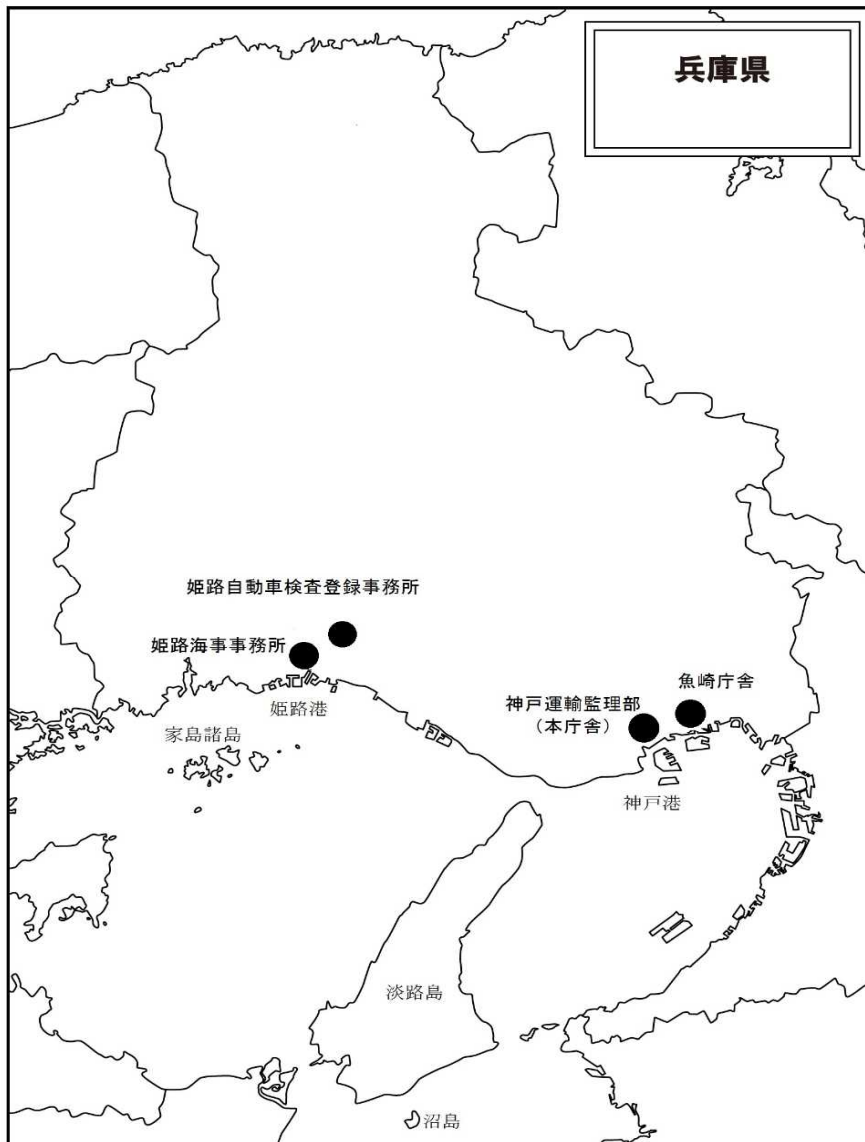 兵庫県
姫路自動車検査登録事務所
姫路海事事務所
姫路港
家島諸島
魚崎庁舎
神戸運輸監理部
（本庁舎）
神戸港
淡路島
沼島